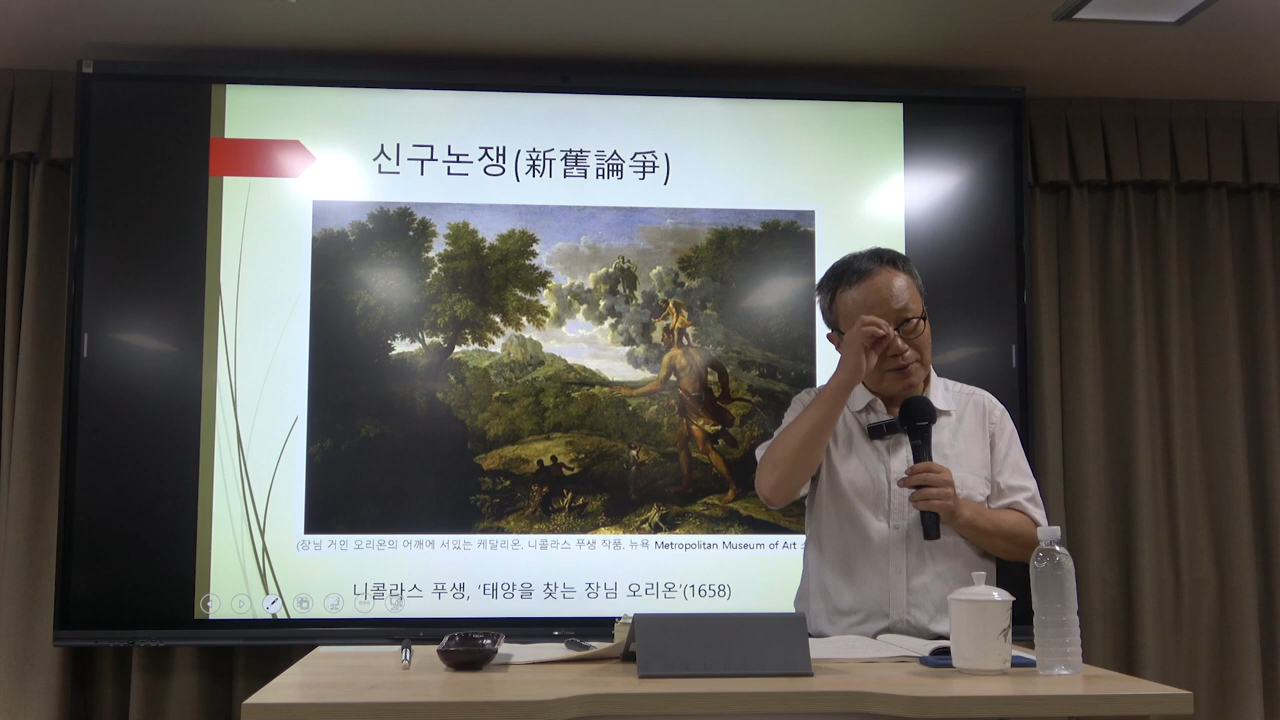 신구논쟁(新舊論爭)
(장님 거인 오리온의 어깨에 서있는 케달리온. 니콜라스 푸생 작품. 뉴욕 Metropolitan Museum of Art
니콜라스 푸생, ‘태양을 찾는 장님 오리온’(1658)